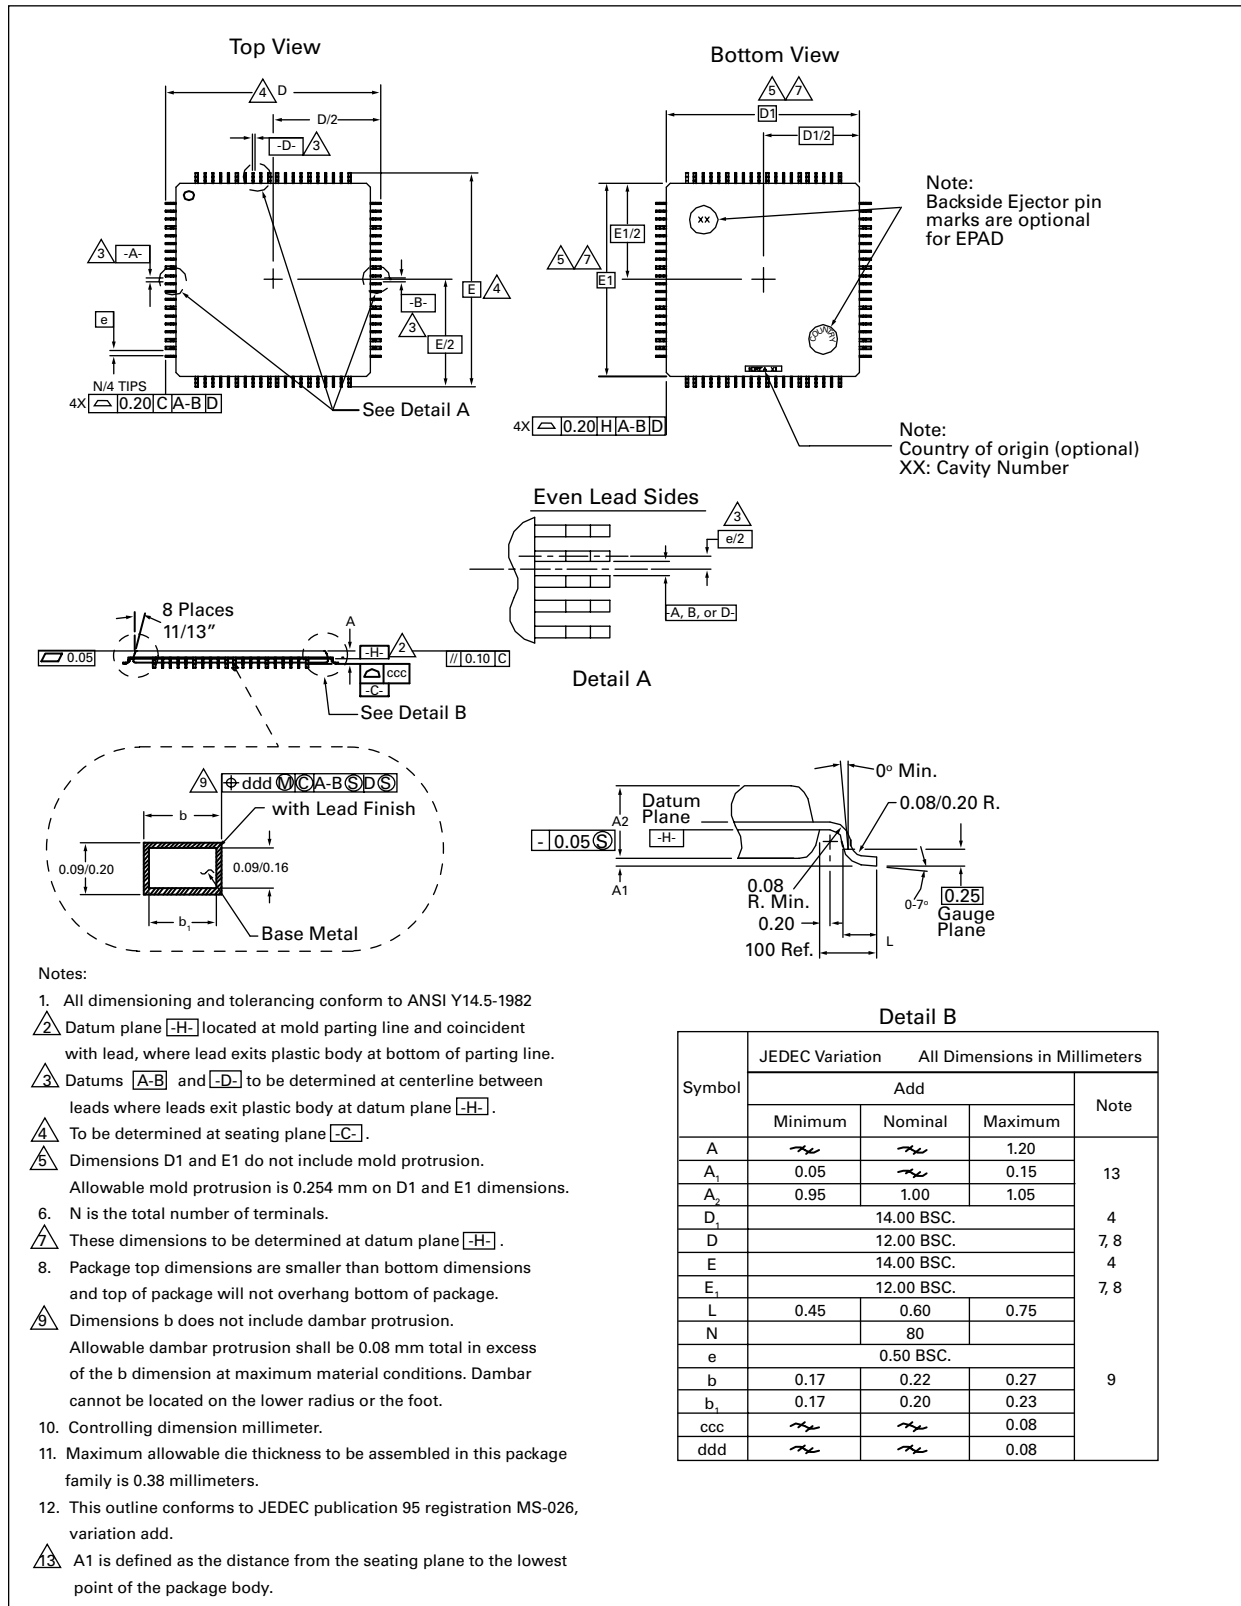 Top View
4 D
D/2
-D- 3
3 -A-
-B-
3
E 4
E/2
e
N/4 TIPS
4X 0.20 C A-B D
See Detail A
Bottom View
5 7
D1
D1/2
E1/2
5 7
E1
XX
COUNTRY
Note:
Backside Ejector pin
marks are optional
for EPAD
4X 0.20 H A-B D
Note:
Country of origin (optional)
XX: Cavity Number
Even Lead Sides
3
e/2
-A, B, or D-
Detail A
8 Places
11/13″
A
0.05
-H- 2
// 0.10 C
ccc
-C-
See Detail B
9 ⌖ ddd Ⓜ Ⓒ A-B Ⓢ D Ⓢ
with Lead Finish
b
0.09/0.20
0.09/0.16
b1
Base Metal
0° Min.
0.08/0.20 R.
Datum
Plane
-H-
A2
- 0.05 Ⓢ
A1
0.08
R. Min.
0.20
100 Ref.
L
0-7°
0.25
Gauge
Plane
Notes:
1. All dimensioning and tolerancing conform to ANSI Y14.5-1982
2 Datum plane -H- located at mold parting line and coincident
with lead, where lead exits plastic body at bottom of parting line.
3 Datums A-B and -D- to be determined at centerline between
leads where leads exit plastic body at datum plane -H- .
4 To be determined at seating plane -C- .
5 Dimensions D1 and E1 do not include mold protrusion.
Allowable mold protrusion is 0.254 mm on D1 and E1 dimensions.
6. N is the total number of terminals.
7 These dimensions to be determined at datum plane -H- .
8. Package top dimensions are smaller than bottom dimensions
and top of package will not overhang bottom of package.
9 Dimensions b does not include dambar protrusion.
Allowable dambar protrusion shall be 0.08 mm total in excess
of the b dimension at maximum material conditions. Dambar
cannot be located on the lower radius or the foot.
10. Controlling dimension millimeter.
11. Maximum allowable die thickness to be assembled in this package
family is 0.38 millimeters.
12. This outline conforms to JEDEC publication 95 registration MS-026,
variation add.
13 A1 is defined as the distance from the seating plane to the lowest
point of the package body.
Detail B
Symbol JEDEC Variation All Dimensions in Millimeters
Add Note
Minimum Nominal Maximum
A 1.20
A1 0.05 0.15 13
A2 0.95 1.00 1.05
D1 14.00 BSC. 4
D 12.00 BSC. 7, 8
E 14.00 BSC. 4
E1 12.00 BSC. 7, 8
L 0.45 0.60 0.75
N 80
e 0.50 BSC.
b 0.17 0.22 0.27 9
b1 0.17 0.20 0.23
ccc 0.08
ddd 0.08